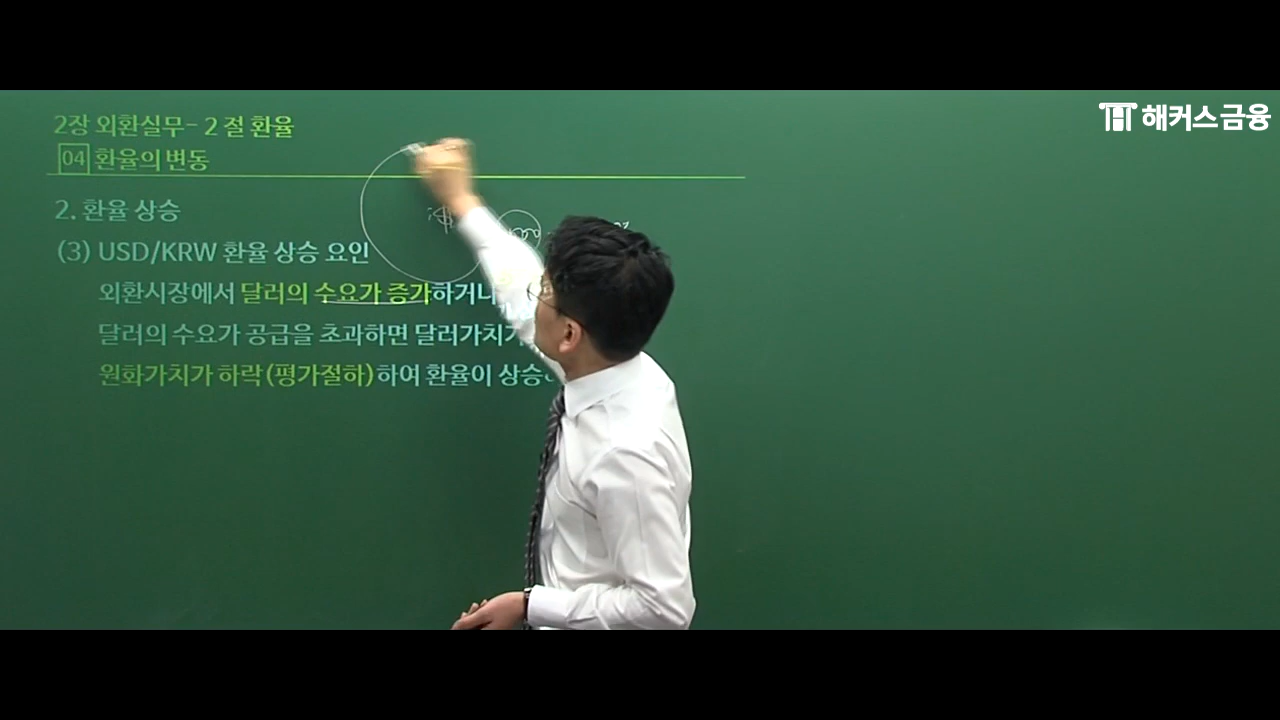 해커스금융
2장 외환실무- 2 절 환율
04 환율의 변동
2. 환율 상승
(3) USD/KRW 환율 상승 요인
외환시장에서 달러의 수요가 증가하거나
달러의 수요가 공급을 초과하면 달러가치가
원화가치가 하락(평가절하)하여 환율이 상승